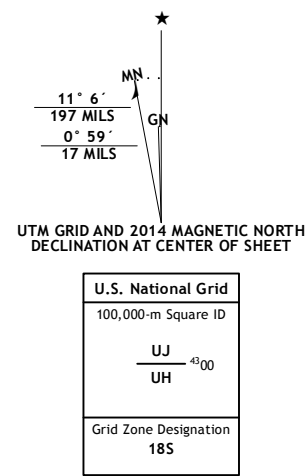 ★
MN
GN
11° 6´
197 MILS
0° 59´
17 MILS
UTM GRID AND 2014 MAGNETIC NORTH
DECLINATION AT CENTER OF SHEET
U.S. National Grid
100,000-m Square ID
UJ
UH
4300
Grid Zone Designation
18S